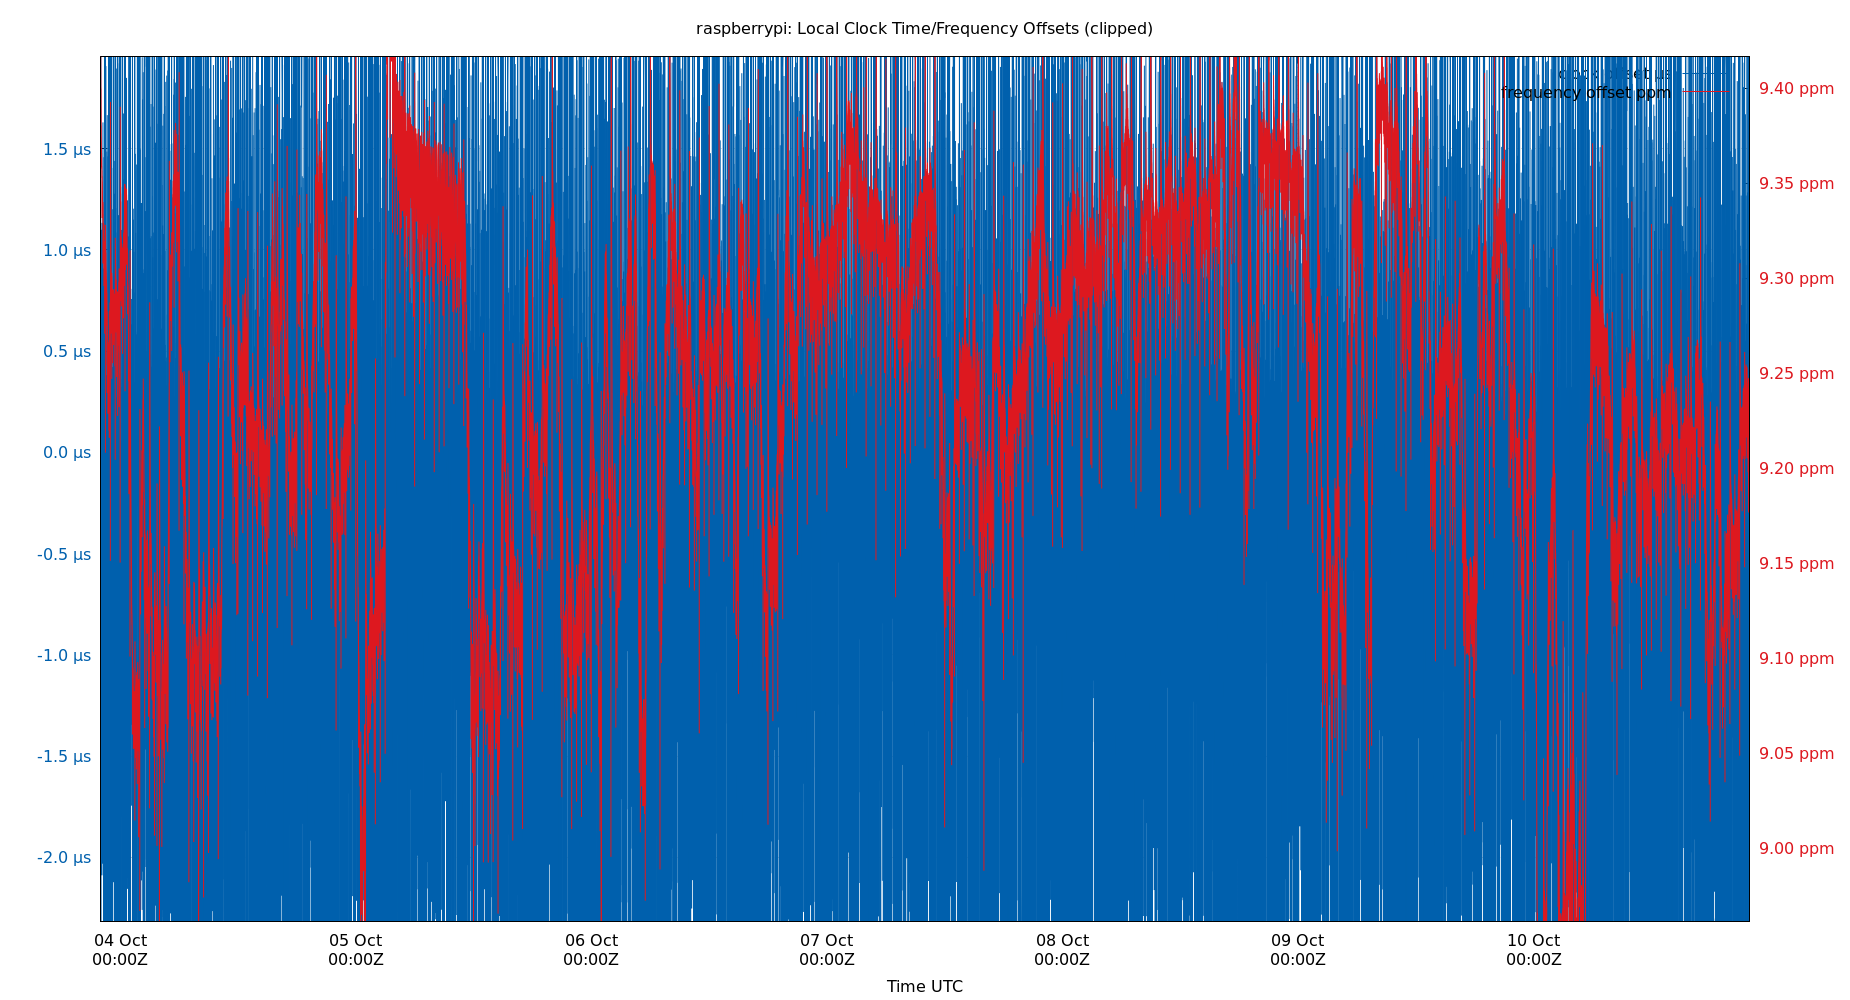 raspberrypi: Local Clock Time/Frequency Offsets (clipped)
clock offset µs
frequency offset ppm
1.5 µs
1.0 µs
0.5 µs
0.0 µs
-0.5 µs
-1.0 µs
-1.5 µs
-2.0 µs
9.40 ppm
9.35 ppm
9.30 ppm
9.25 ppm
9.20 ppm
9.15 ppm
9.10 ppm
9.05 ppm
9.00 ppm
04 Oct 05 Oct 06 Oct 07 Oct 08 Oct 09 Oct 10 Oct
00:00Z 00:00Z 00:00Z 00:00Z 00:00Z 00:00Z 00:00Z
Time UTC